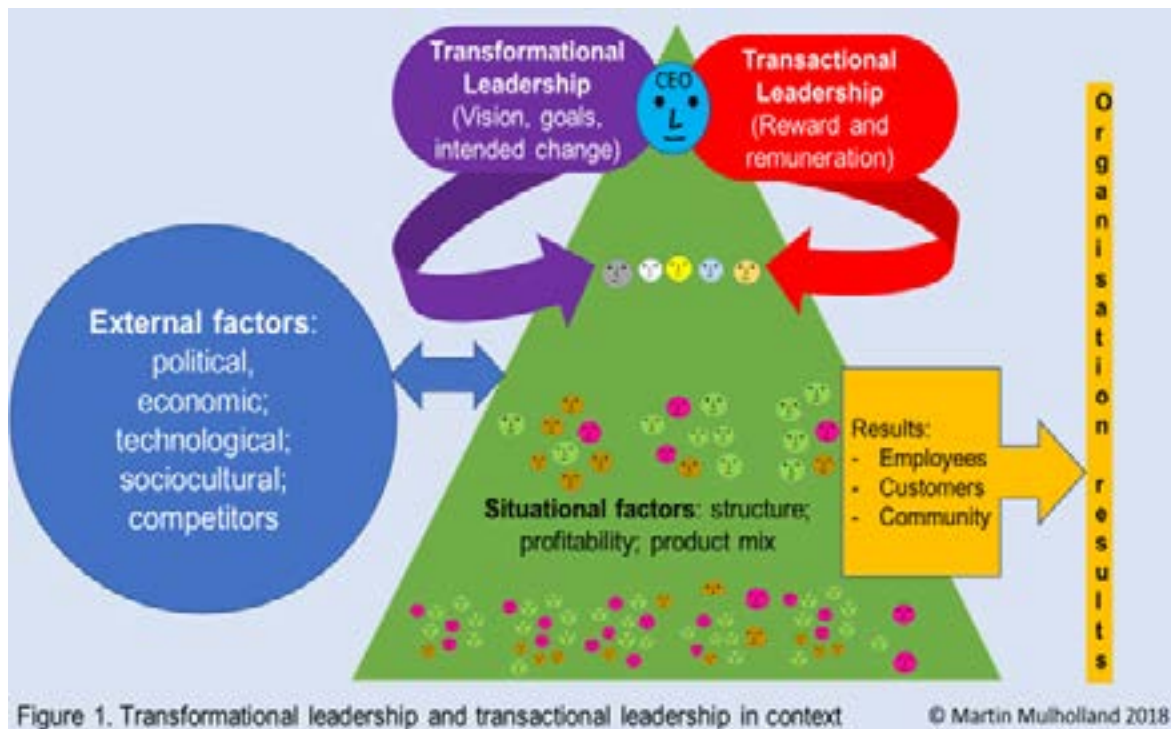 Transformational
Leadership
(Vision, goals,
intended change)
CEO
Transactional
Leadership
(Reward and
remuneration)
External factors:
political,
economic;
technological;
sociocultural;
competitors
Situational factors: structure;
profitability; product mix
Results:
- Employees
- Customers
- Community
Organisation results
Figure 1. Transformational leadership and transactional leadership in context
© Martin Mulholland 2018